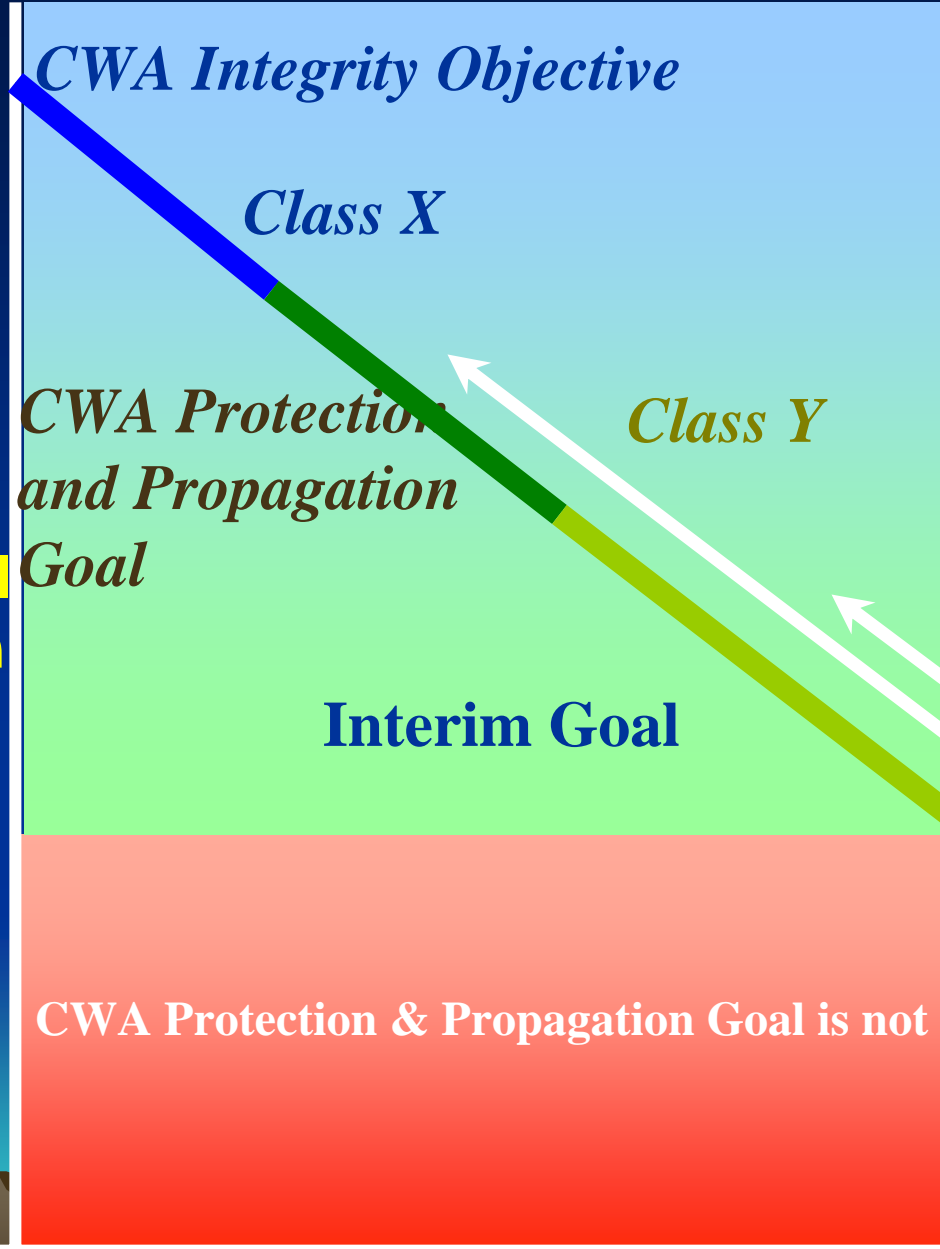 CWA Integrity Objective
Class X
CWA Protection
and Propagation
Goal
Class Y
Interim Goal
CWA Protection & Propagation Goal is not